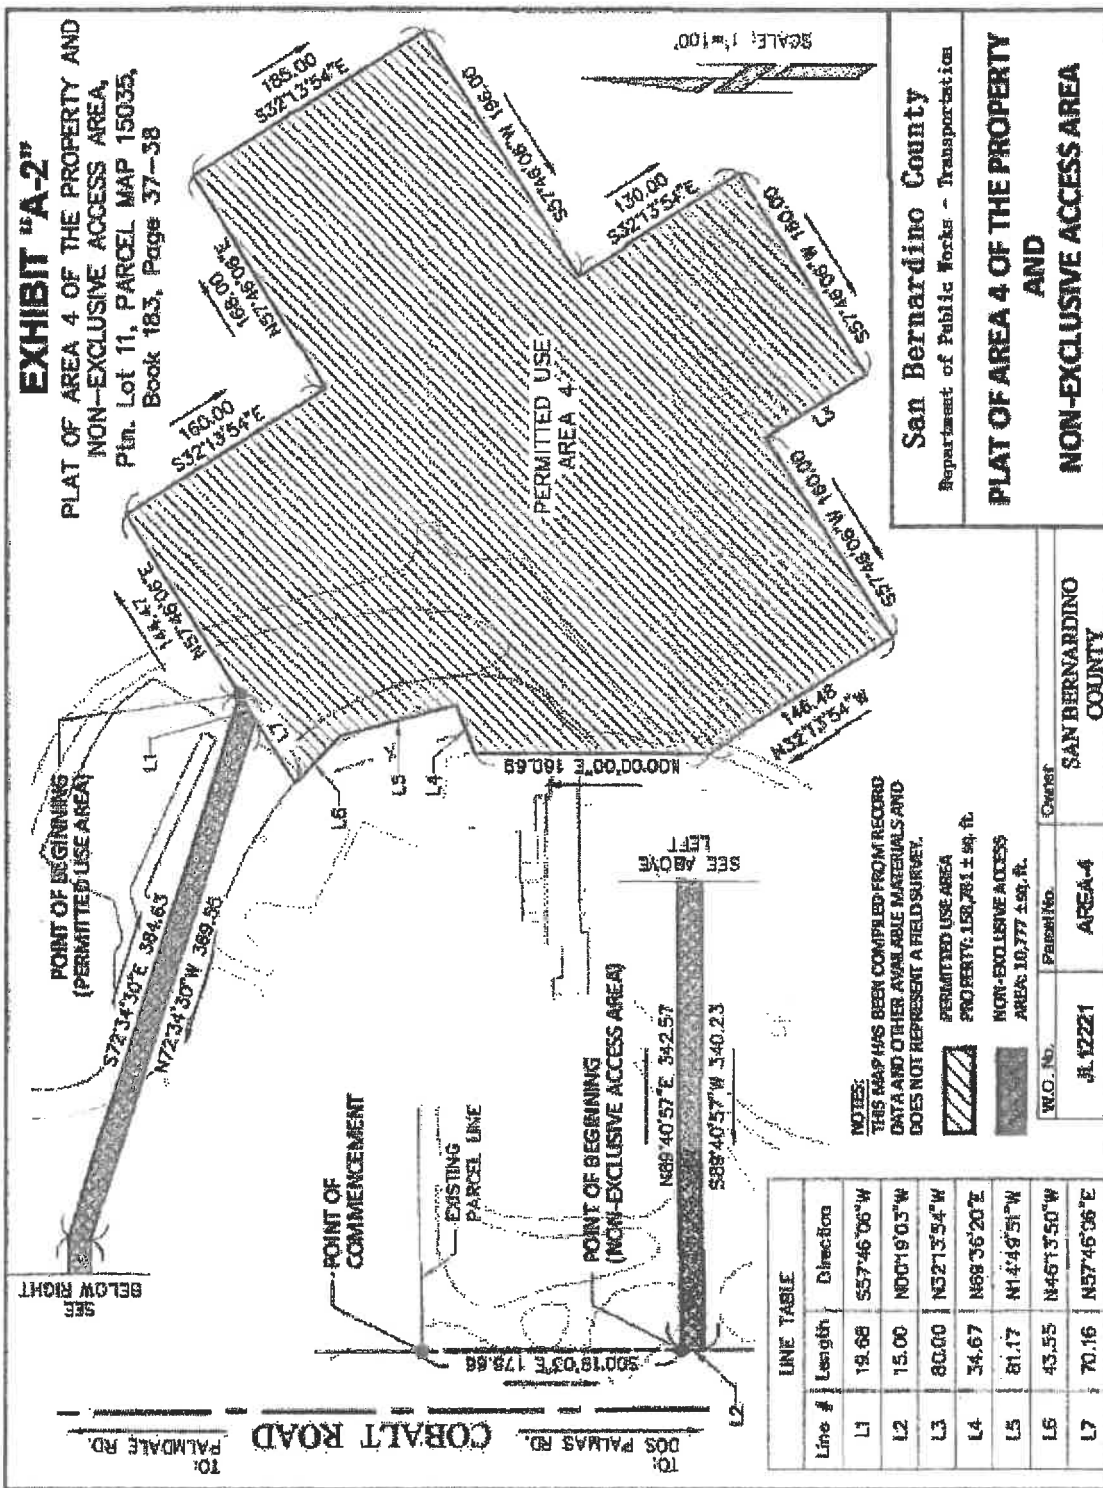 EXHIBIT "A-2"
PLAT OF AREA 4 OF THE PROPERTY AND
NON-EXCLUSIVE ACCESS AREA,
Ptn. Lot 11, PARCEL MAP 15035,
Book 183, Page 37-38
185.00
S32°13'54"E
S57°46'06"W 196.00
N57°46'06"E
168.00
130.00
S32°13'54"E
S57°46'06"W 180.00
160.00
S32°13'54"E
PERMITTED USE
AREA 4
L3
S57°46'06"W 160.00
144.47
N57°46'06"E
146.48
N32°13'54"W
N00°00'00"E 160.69
L1
L7
L6
L5
L4
POINT OF BEGINNING
(PERMITTED USE AREA)
S72°34'30"E 384.63
N72°34'30"W 389.56
SEE
BELOW RIGHT
SCALE: 1"=100'
POINT OF
COMMENCEMENT
EXISTING
PARCEL LINE
POINT OF BEGINNING
(NON-EXCLUSIVE ACCESS AREA)
N89°40'57"E 342.57
S89°40'57"W 340.23
SEE ABOVE
LEFT
S00°19'03"E 178.66
L2
TO:
PALMDALE RD.
COBALT ROAD
TO:
DOS PALMAS RD.
NOTES:
THIS MAP HAS BEEN COMPILED FROM RECORD
DATA AND OTHER AVAILABLE MATERIALS AND
DOES NOT REPRESENT A FIELD SURVEY.
PERMITTED USE AREA
PROPERTY: 158,781 ± sq. ft.
NON-EXCLUSIVE ACCESS
AREA: 10,777 ± sq. ft.
LINE TABLE
Line # Length Direction
L1 19.68 S57°46'06"W
L2 15.00 N00°19'03"W
L3 80.00 N32°13'54"W
L4 34.67 N69°36'20"E
L5 81.17 N14°49'51"W
L6 43.55 N46°13'50"W
L7 70.16 N57°46'06"E
W.O. No. Parcel No. Owner
JL12221 AREA-4 SAN BERNARDINO
COUNTY
San Bernardino County
Department of Public Works - Transportation
PLAT OF AREA 4 OF THE PROPERTY
AND
NON-EXCLUSIVE ACCESS AREA